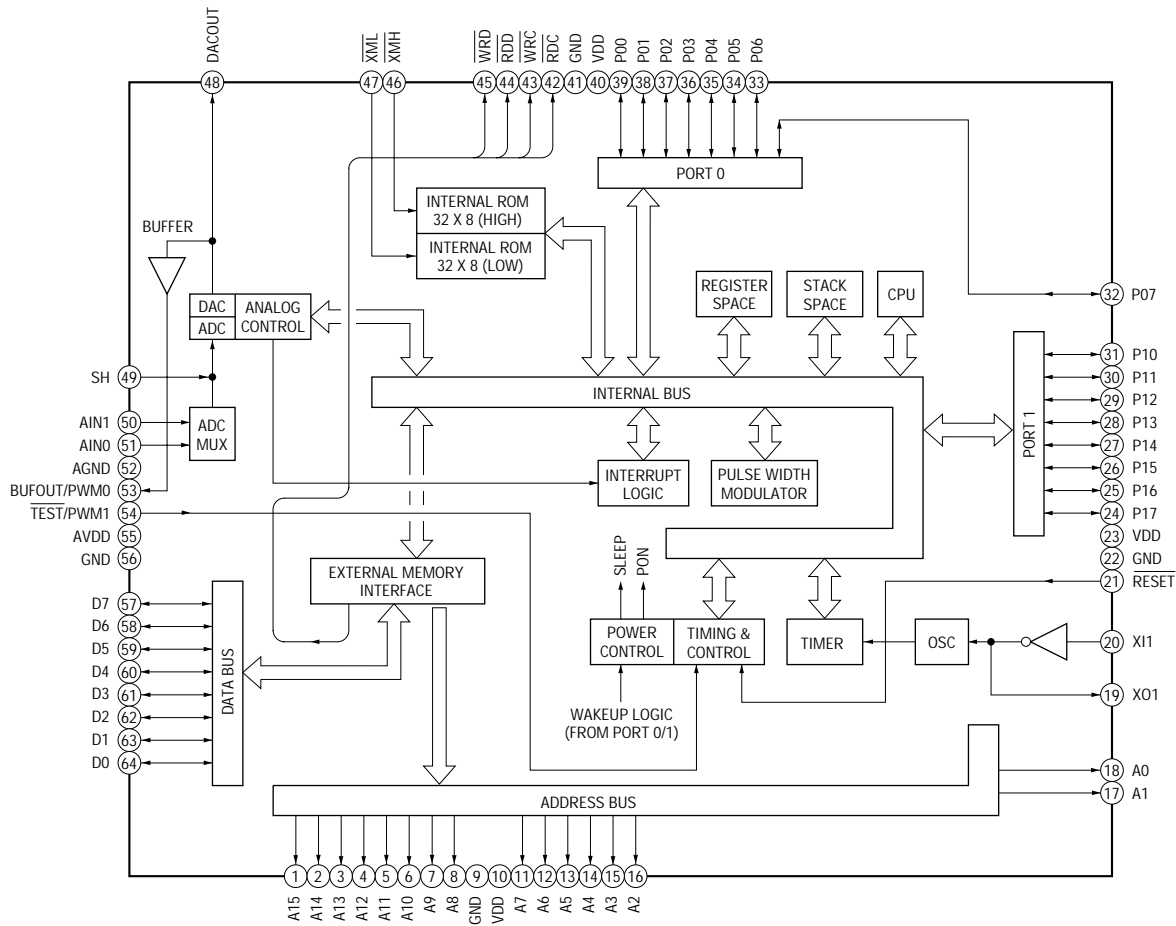 DACOUT
XML
XMH
WRD
RDD
WRC
RDC
GND
VDD
P00
P01
P02
P03
P04
P05
P06
48
47
46
45
44
43
42
41
40
39
38
37
36
35
34
33
PORT 0
INTERNAL ROM
32 X 8 (HIGH)
INTERNAL ROM
32 X 8 (LOW)
BUFFER
DAC
ADC
ANALOG
CONTROL
REGISTER
SPACE
STACK
SPACE
CPU
32 P07
31 P10
30 P11
29 P12
28 P13
27 P14
26 P15
25 P16
24 P17
23 VDD
22 GND
21 RESET
20 XI1
19 XO1
18 A0
17 A1
PORT 1
INTERNAL BUS
SH 49
AIN1 50
AIN0 51
AGND 52
BUFOUT/PWM0 53
TEST/PWM1 54
AVDD 55
GND 56
D7 57
D6 58
D5 59
D4 60
D3 61
D2 62
D1 63
D0 64
ADC
MUX
INTERRUPT
LOGIC
PULSE WIDTH
MODULATOR
EXTERNAL MEMORY
INTERFACE
SLEEP
PON
POWER
CONTROL
TIMING &
CONTROL
TIMER
OSC
DATA BUS
WAKEUP LOGIC
(FROM PORT 0/1)
ADDRESS BUS
1
2
3
4
5
6
7
8
9
10
11
12
13
14
15
16
A15
A14
A13
A12
A11
A10
A9
A8
GND
VDD
A7
A6
A5
A4
A3
A2